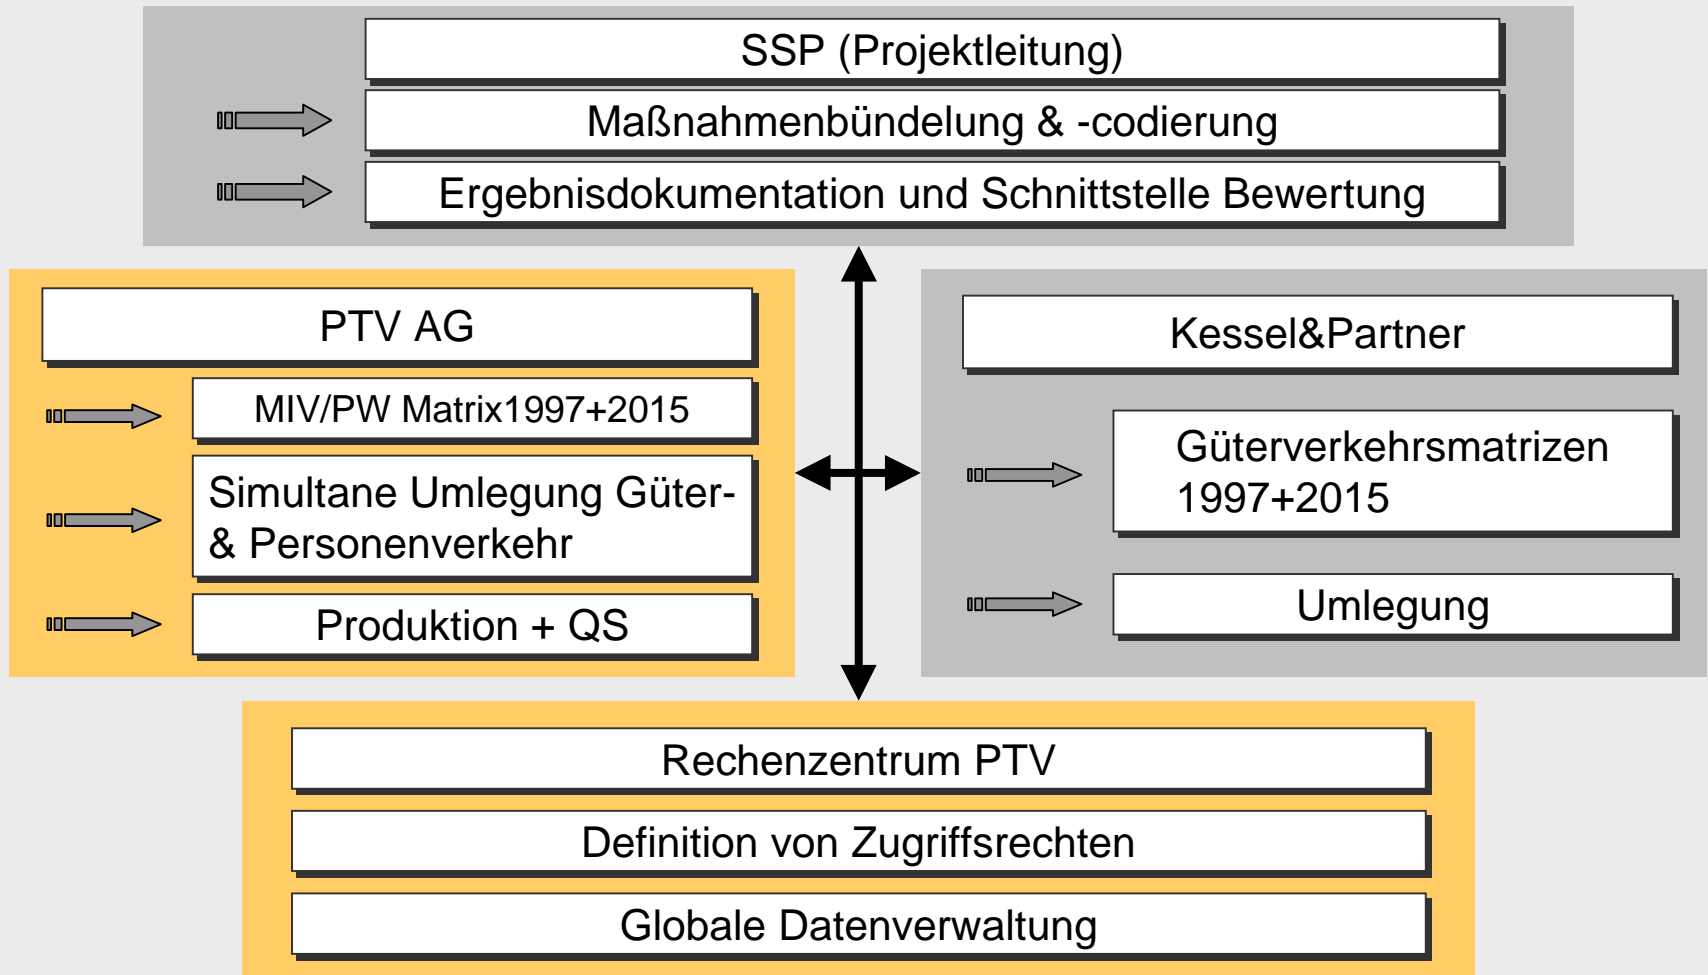 SSP (Projektleitung)
Maßnahmenbündelung & -codierung
Ergebnisdokumentation und Schnittstelle Bewertung
PTV AG
MIV/PW Matrix1997+2015
Simultane Umlegung Güter-
& Personenverkehr
Produktion + QS
Kessel&Partner
Güterverkehrsmatrizen
1997+2015
Umlegung
Rechenzentrum PTV
Definition von Zugriffsrechten
Globale Datenverwaltung